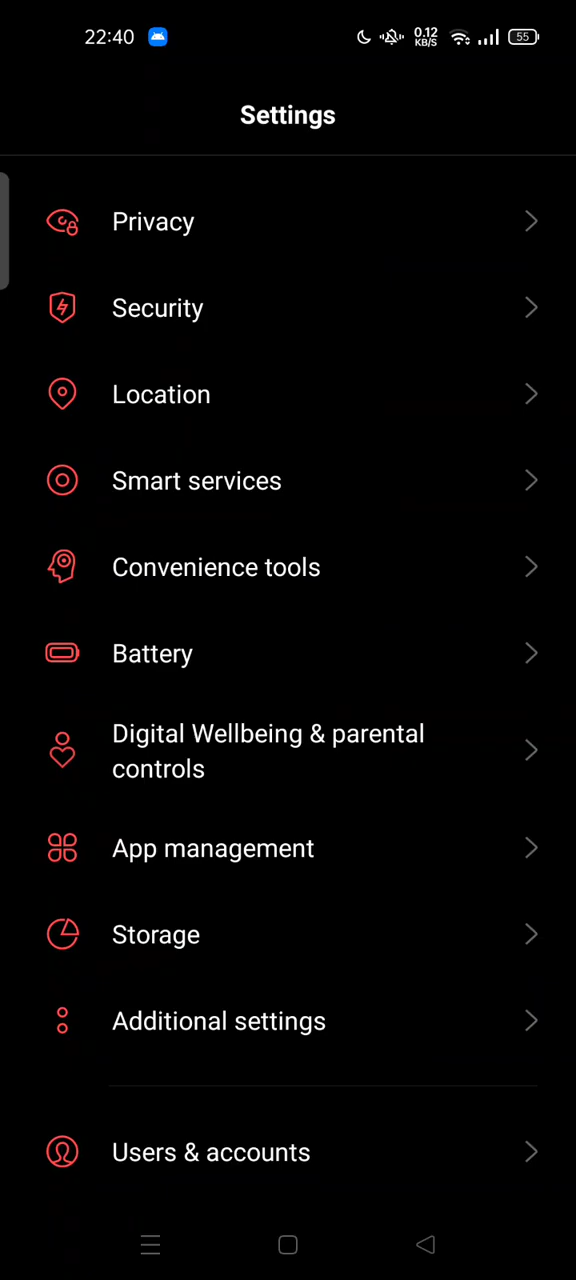 22:40
0.12
KB/S
55
Settings
Privacy
Security
Location
Smart services
Convenience tools
Battery
Digital Wellbeing & parental
controls
App management
Storage
Additional settings
Users & accounts